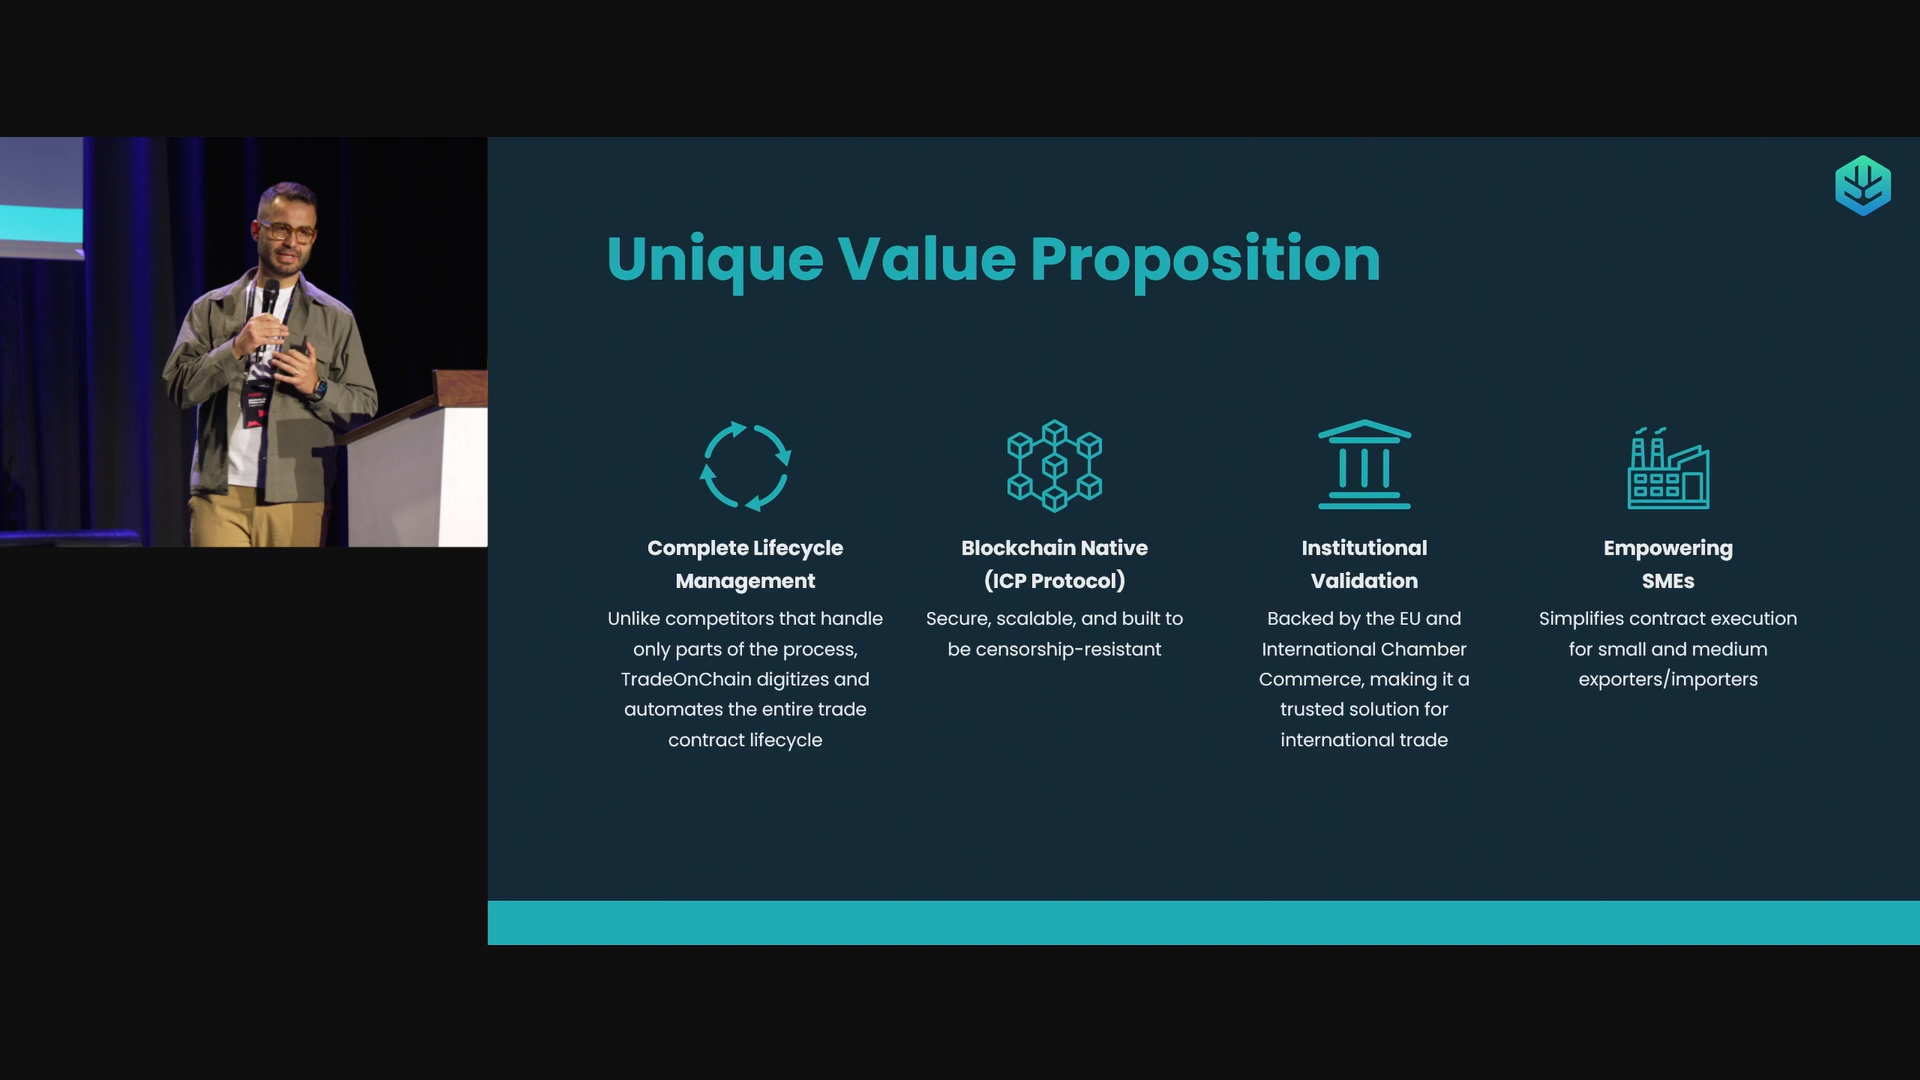 Unique Value Proposition
Complete Lifecycle
Management
Unlike competitors that handle
only parts of the process,
TradeOnChain digitizes and
automates the entire trade
contract lifecycle
Blockchain Native
(ICP Protocol)
Secure, scalable, and built to
be censorship-resistant
Institutional
Validation
Backed by the EU and
International Chamber
Commerce, making it a
trusted solution for
international trade
Empowering
SMEs
Simplifies contract execution
for small and medium
exporters/importers